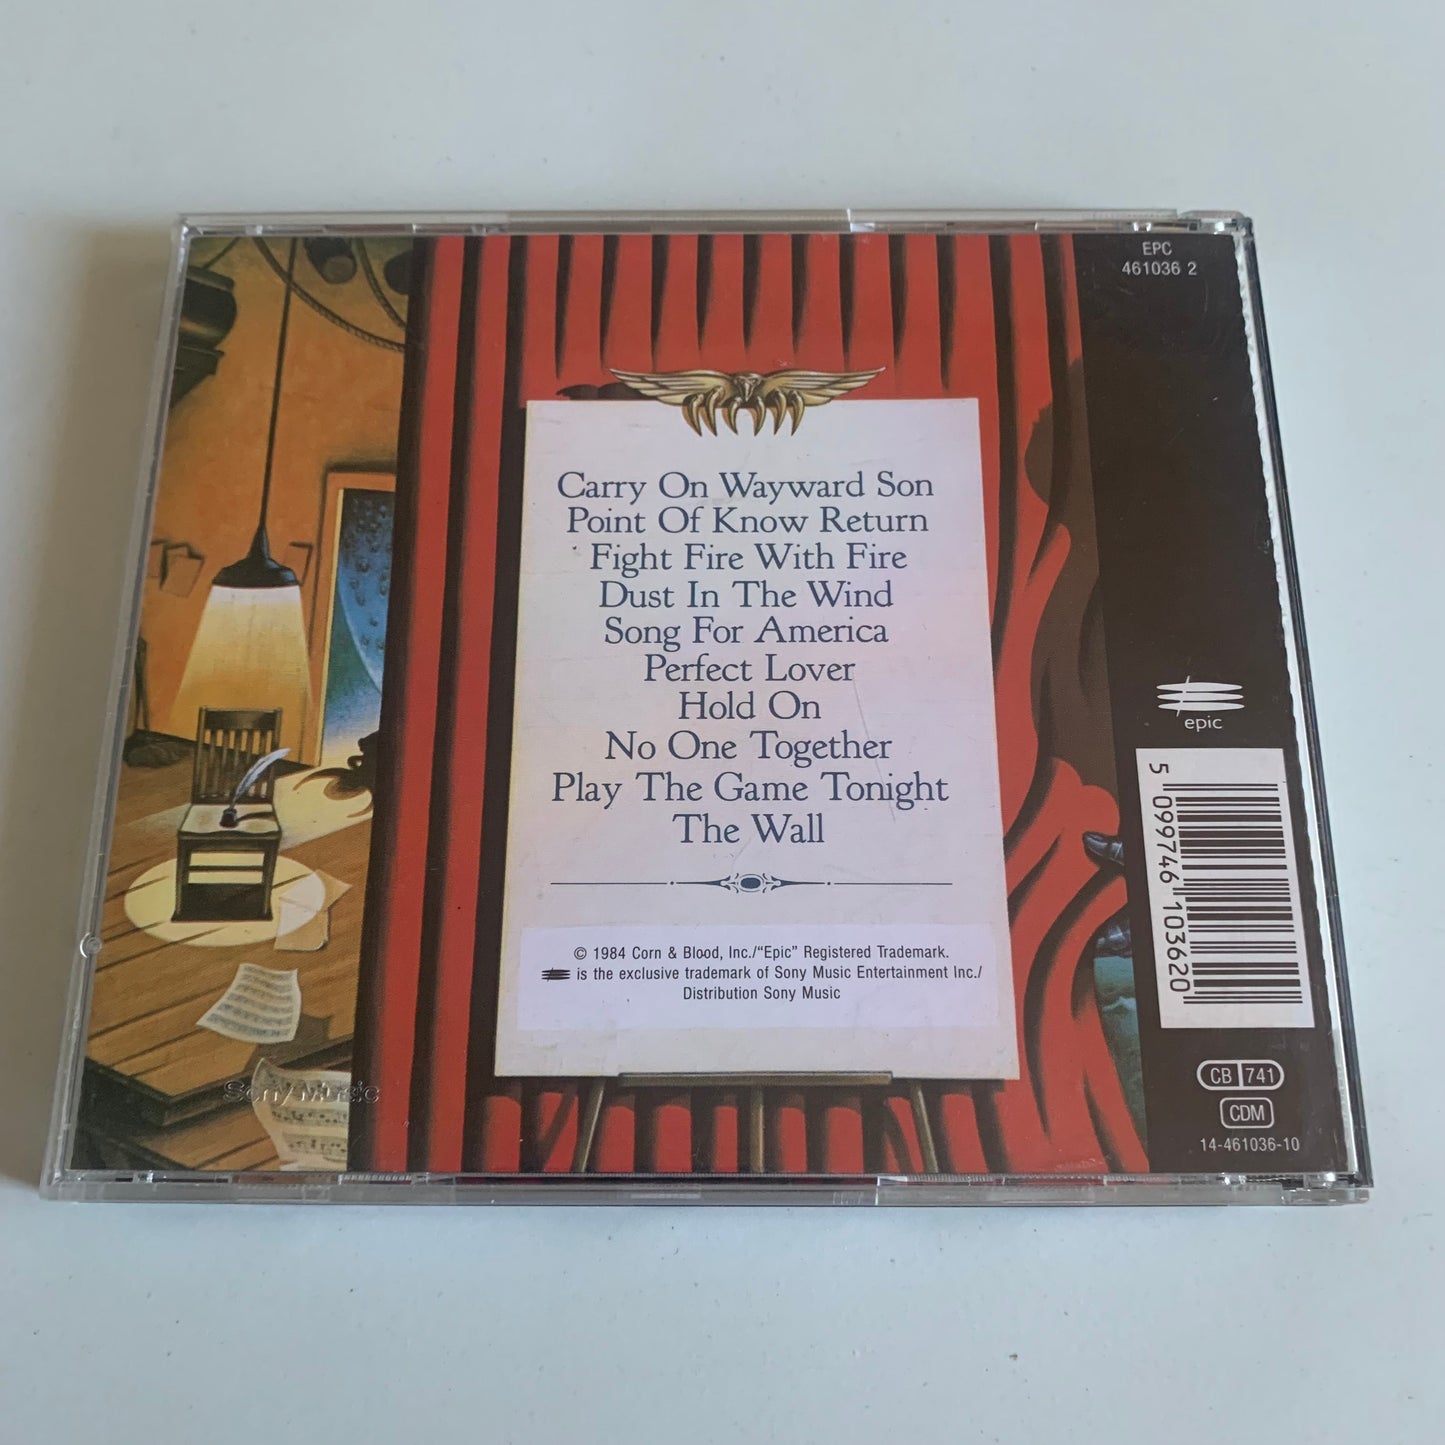 EPC
461036 2
Carry On Wayward Son
Point Of Know Return
Fight Fire With Fire
Dust In The Wind
Song For America
Perfect Lover
Hold On
No One Together
Play The Game Tonight
The Wall
© 1984 Corn & Blood, Inc./“Epic” Registered Trademark.
is the exclusive trademark of Sony Music Entertainment Inc./
Distribution Sony Music
epic
5 099746 103620
CB 741
CDM
14-461036-10
Sony Music